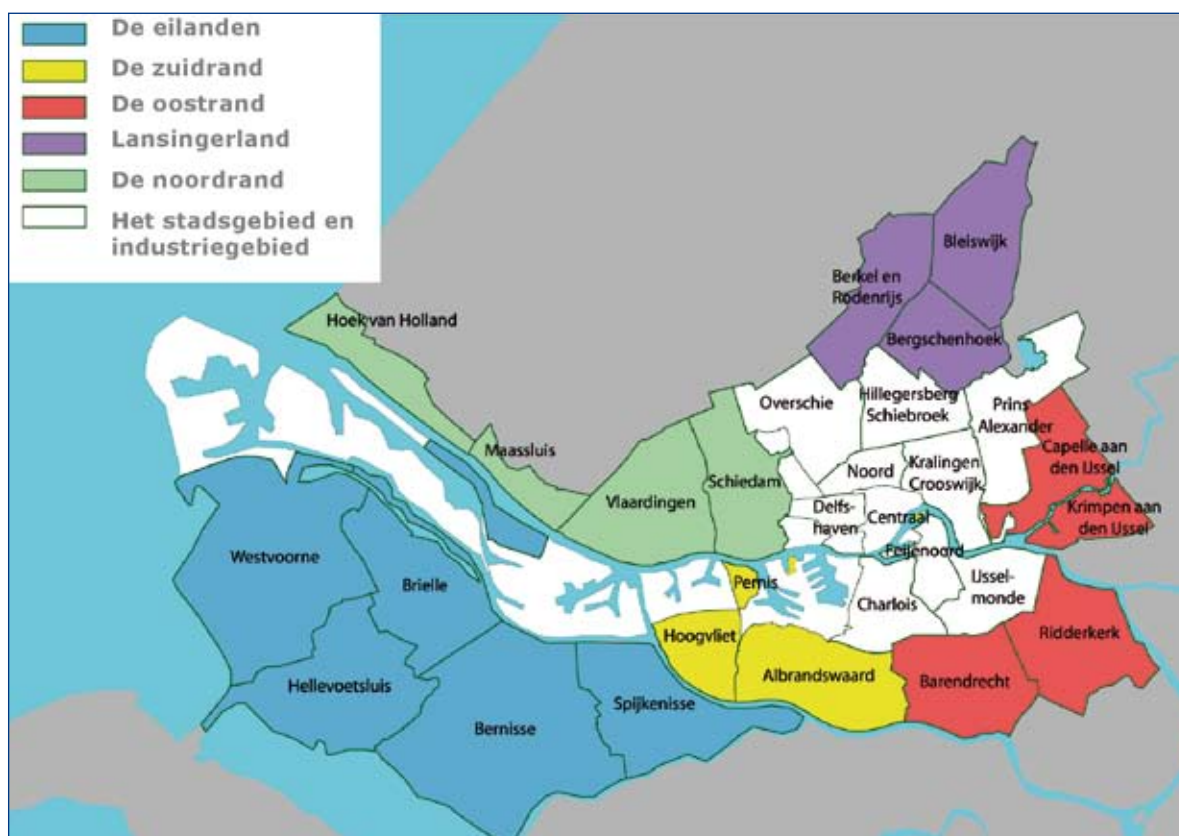 De eilanden
De zuidrand
De oostrand
Lansingerland
De noordrand
Het stadsgebied en
industriegebied
Bleiswijk
Berkel en
Rodenrijs
Bergschenhoek
Hoek van Holland
Overschie
Hillegersberg
Schiebroek
Prins
Alexander
Maassluis
Capelle aan
den IJssel
Noord
Kralingen
Crooswijk
Schiedam
Vlaardingen
Delfs-
haven
Centraal
Krimpen aan
den IJssel
Feijenoord
Westvoorne
Brielle
Pernis
IJssel-
monde
Charlois
Hoogvliet
Ridderkerk
Albrandswaard
Barendrecht
Hellevoetsluis
Spijkenisse
Bernisse